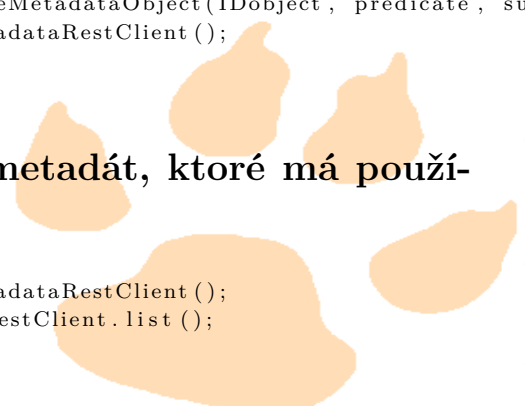 eMetadataObject(IDobject, predicate, su
adataRestClient();
metadát, ktoré má použí-
adataRestClient();
estClient.list();